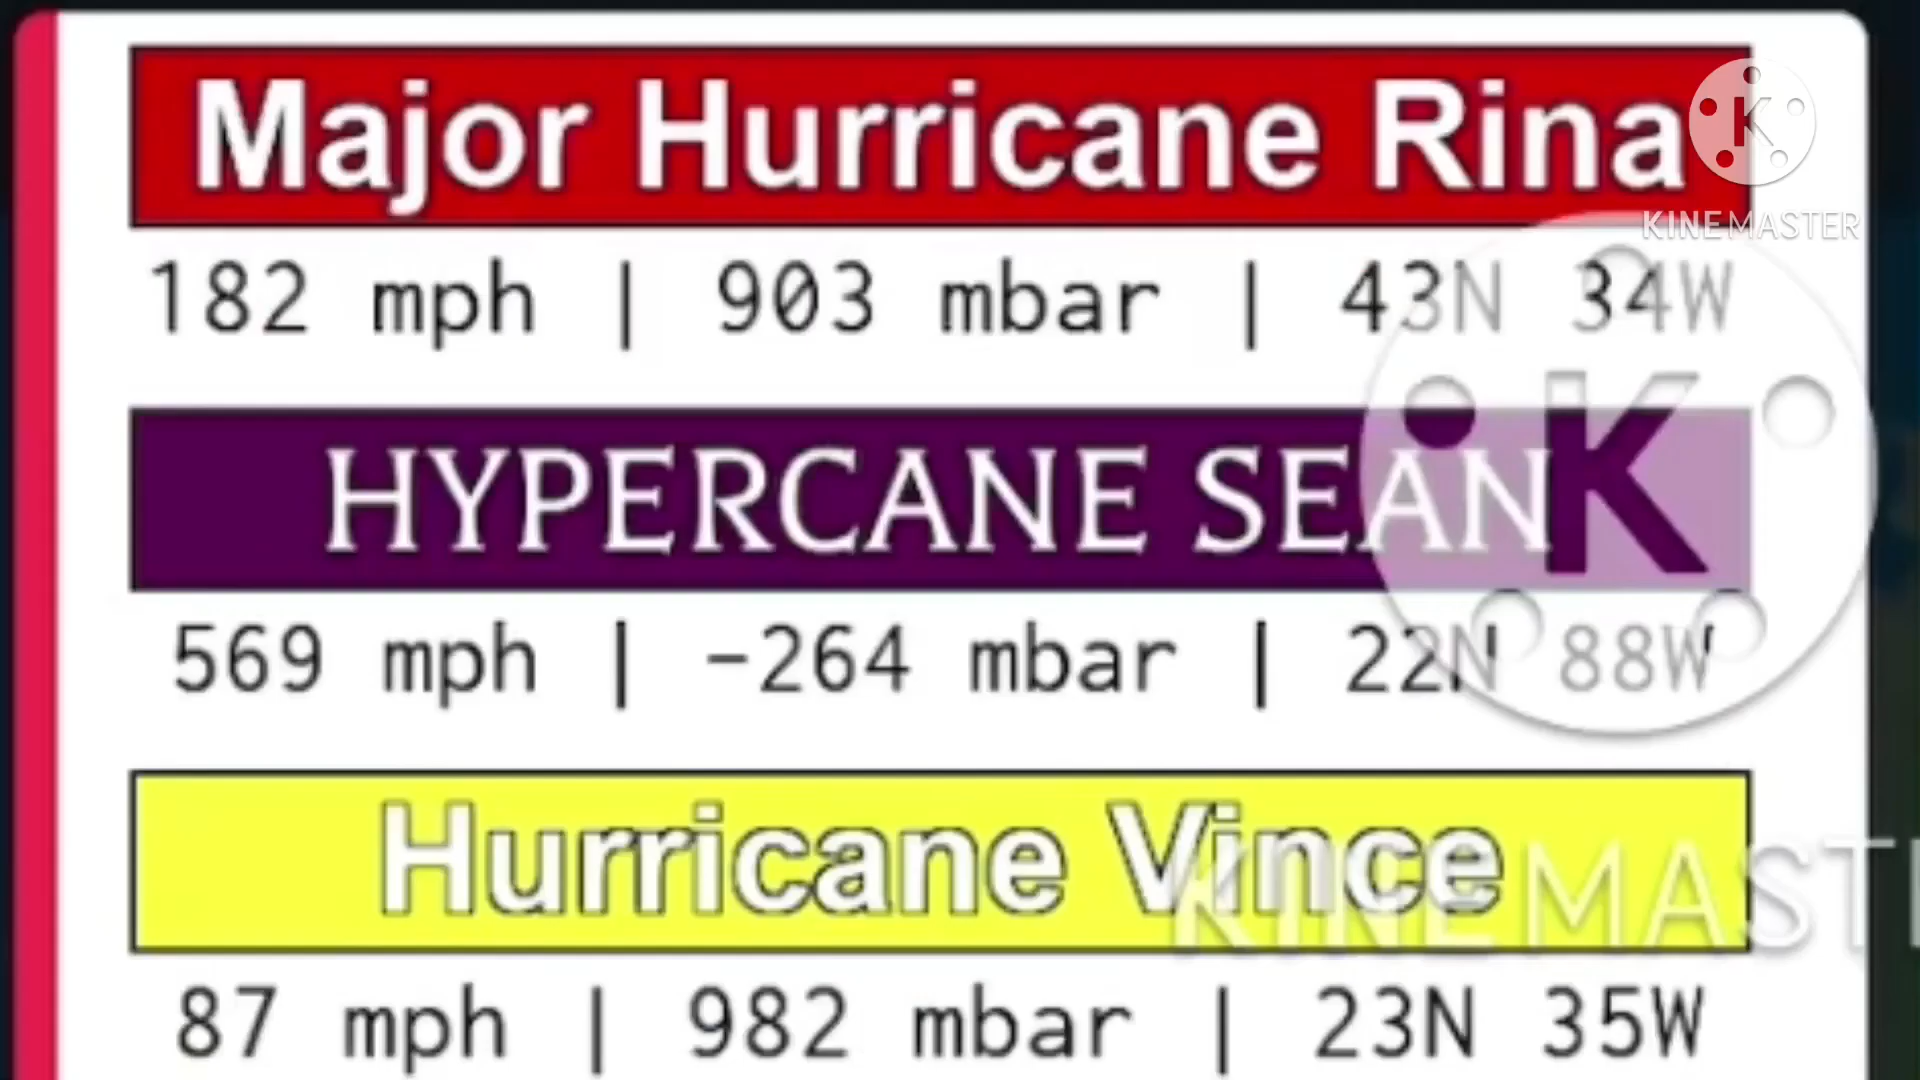 Major Hurricane Rina
K
KINEMASTER
182 mph | 903 mbar | 43N 34W
K
HYPERCANE SEAN
569 mph | -264 mbar | 22N 88W
Hurricane Vince
KINEMAST
87 mph | 982 mbar | 23N 35W